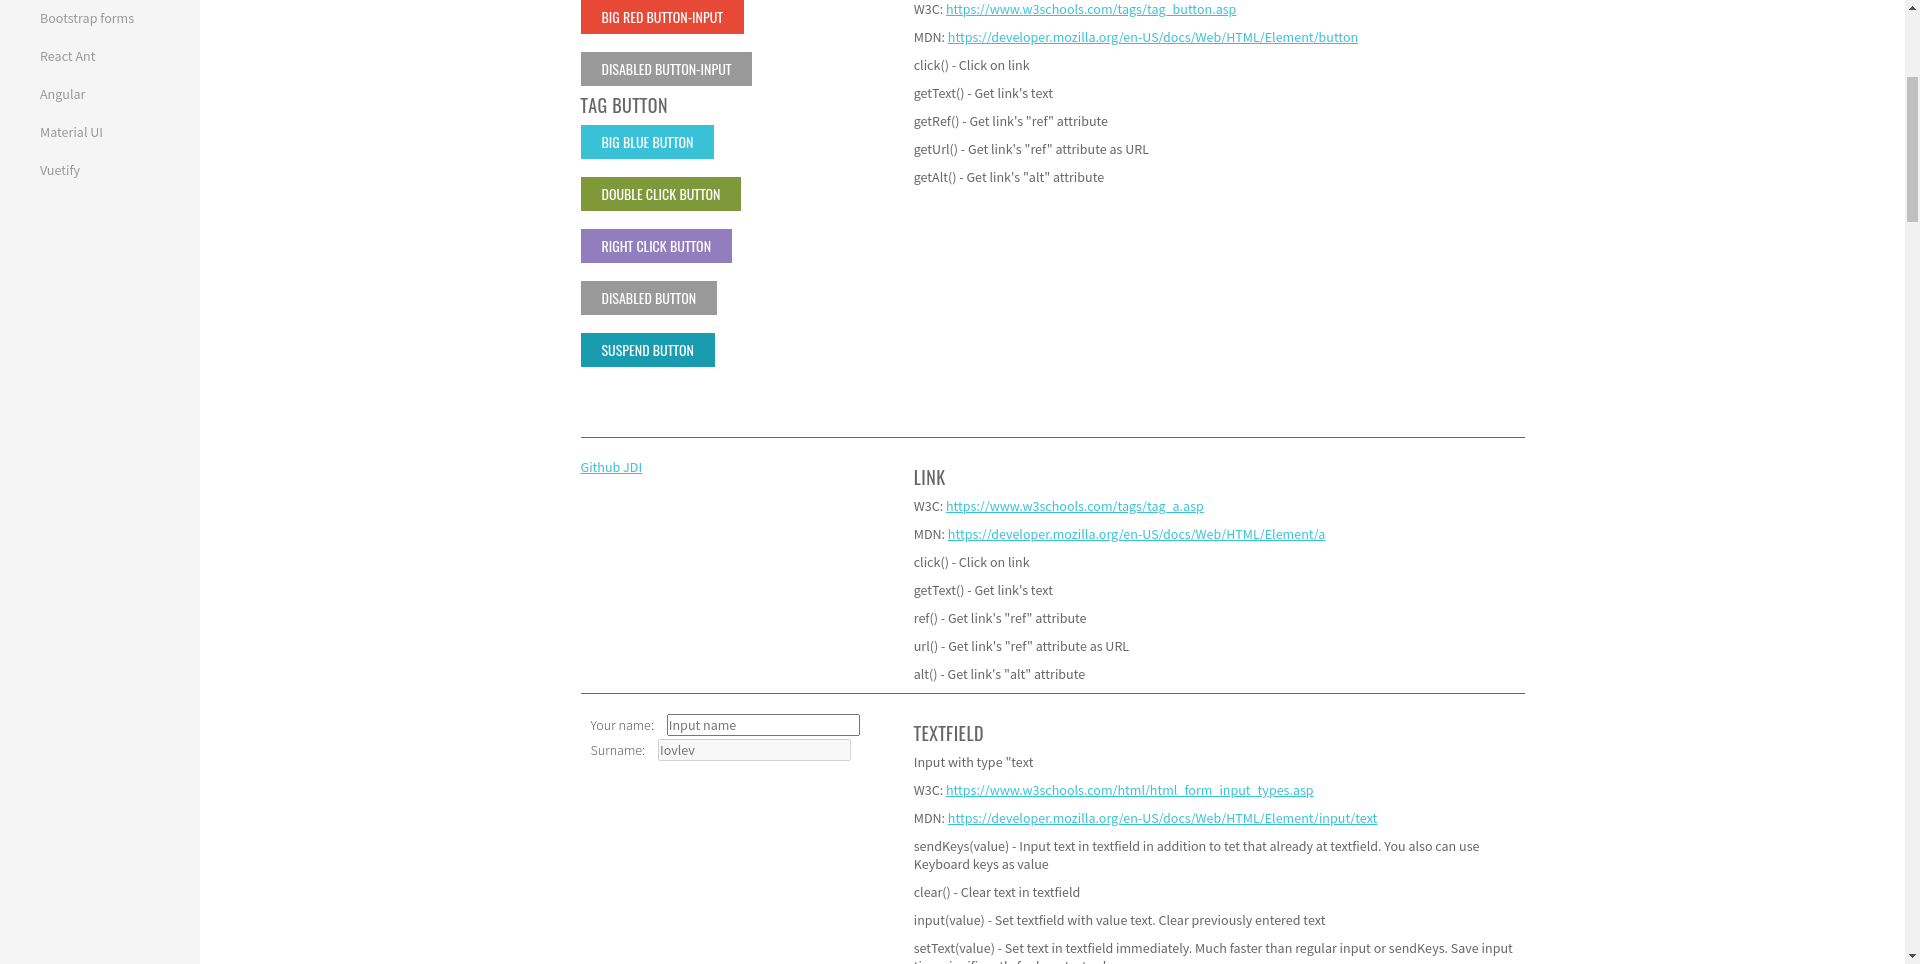 Bootstrap forms
React Ant
Angular
Material UI
Vuetify
BIG RED BUTTON-INPUT
DISABLED BUTTON-INPUT
TAG BUTTON
BIG BLUE BUTTON
DOUBLE CLICK BUTTON
RIGHT CLICK BUTTON
DISABLED BUTTON
SUSPEND BUTTON
W3C: https://www.w3schools.com/tags/tag_button.asp
MDN: https://developer.mozilla.org/en-US/docs/Web/HTML/Element/button
click() - Click on link
getText() - Get link's text
getRef() - Get link's "ref" attribute
getUrl() - Get link's "ref" attribute as URL
getAlt() - Get link's "alt" attribute
Github JDI
LINK
W3C: https://www.w3schools.com/tags/tag_a.asp
MDN: https://developer.mozilla.org/en-US/docs/Web/HTML/Element/a
click() - Click on link
getText() - Get link's text
ref() - Get link's "ref" attribute
url() - Get link's "ref" attribute as URL
alt() - Get link's "alt" attribute
Your name: Input name
Surname: Iovlev
TEXTFIELD
Input with type "text
W3C: https://www.w3schools.com/html/html_form_input_types.asp
MDN: https://developer.mozilla.org/en-US/docs/Web/HTML/Element/input/text
sendKeys(value) - Input text in textfield in addition to tet that already at textfield. You also can use
Keyboard keys as value
clear() - Clear text in textfield
input(value) - Set textfield with value text. Clear previously entered text
setText(value) - Set text in textfield immediately. Much faster than regular input or sendKeys. Save input